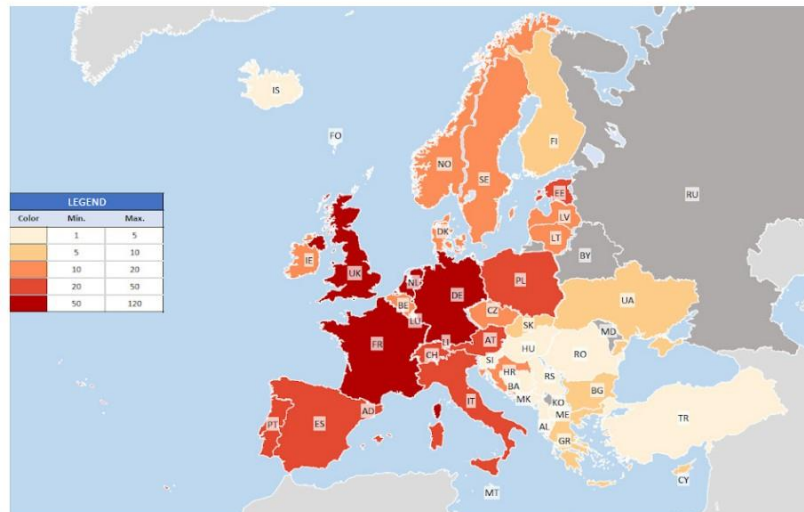 IS
FO
FI
NO
SE
EE
RU
LEGEND
Color Min. Max.
1 5
5 10
10 20
20 50
50 120
LV
DK
LT
IE
BY
UK
NL
PL
DE
BE
UA
CZ
LU
SK
MD
FR
LI
AT
HU
CH
SI
RO
HR
RS
BA
BG
IT
KO
MK
ME
AD
AL
PT
ES
TR
GR
CY
MT